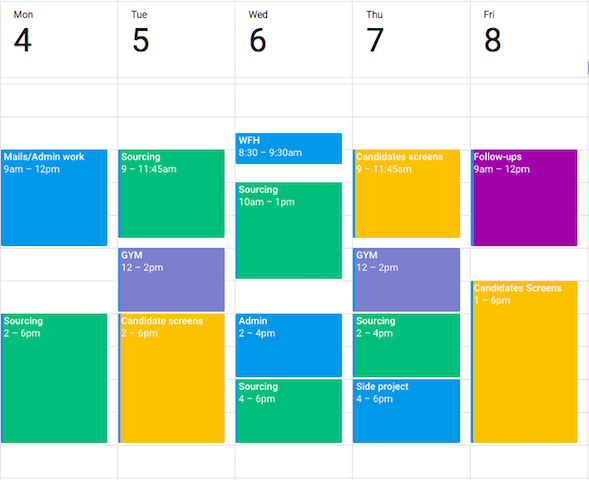 Mon
4
Tue
5
Wed
6
Thu
7
Fri
8
Mails/Admin work
9am – 12pm
Sourcing
2 – 6pm
Sourcing
9 – 11:45am
GYM
12 – 2pm
Candidate screens
2 – 6pm
WFH
8:30 – 9:30am
Sourcing
10am – 1pm
Admin
2 – 4pm
Sourcing
4 – 6pm
Candidates screens
9 – 11:45am
GYM
12 – 2pm
Sourcing
2 – 4pm
Side project
4 – 6pm
Follow-ups
9am – 12pm
Candidates Screens
1 – 6pm